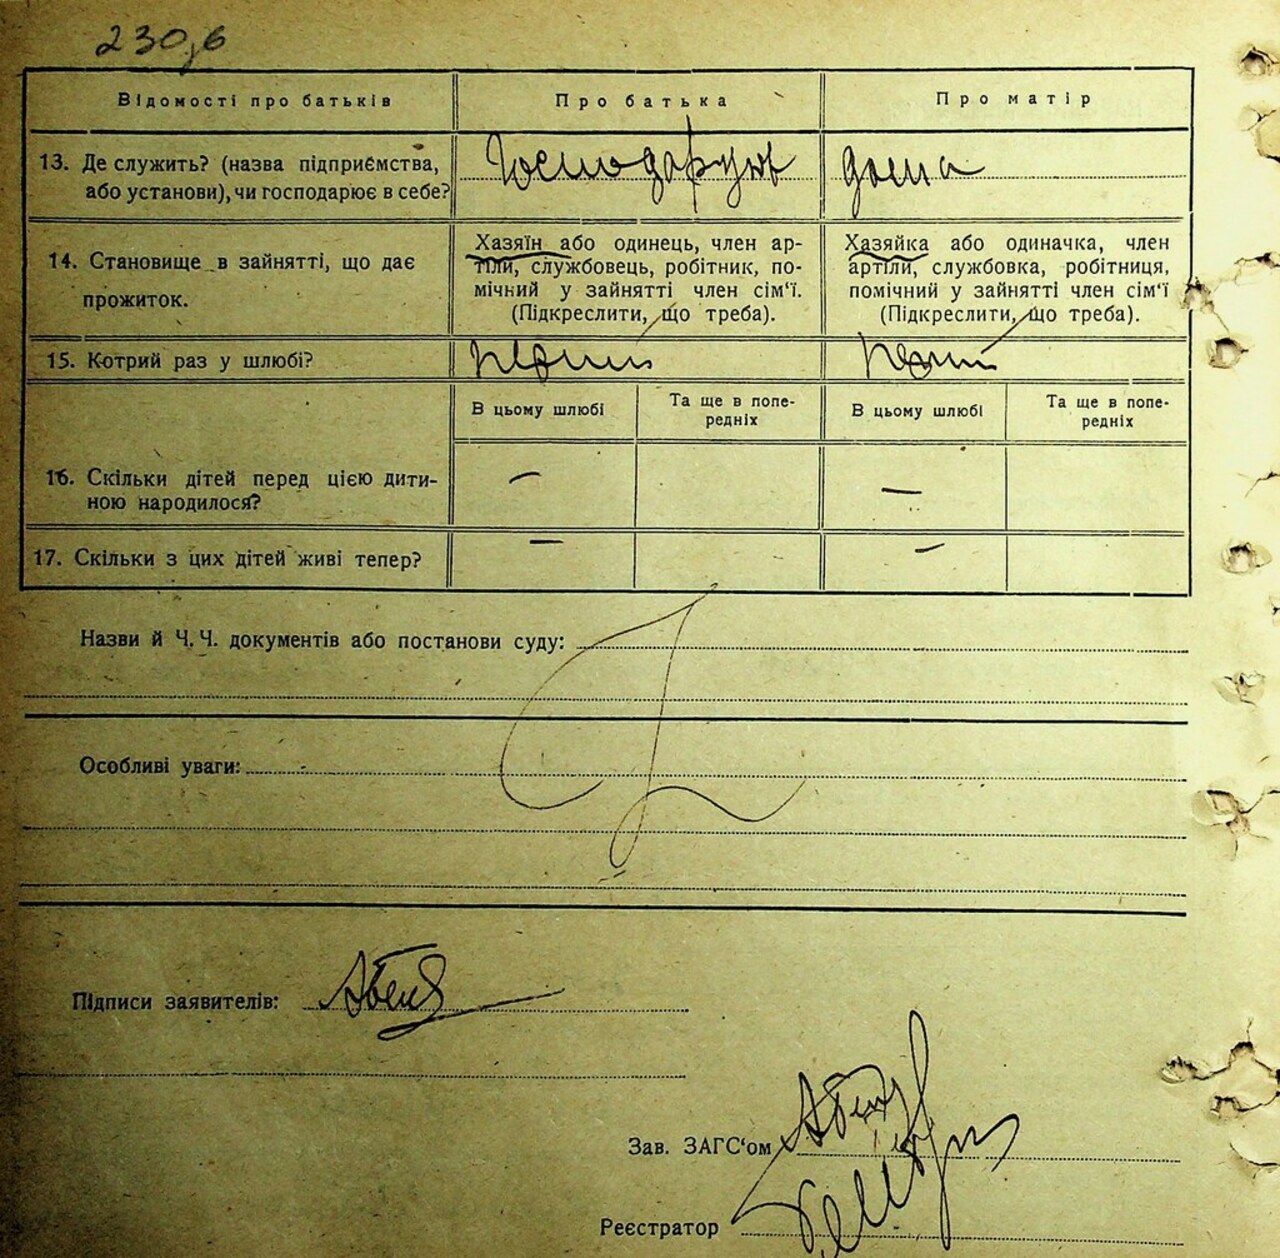 230,6
Відомості про батьків
Про батька
Про матір
13. Де служить? (назва підприємства,
або установи), чи господарює в себе?
Господарує
дома
14. Становище в зайнятті, що дає
прожиток.
Хазяїн або одинець, член ар-
тіли, службовець, робітник, по-
мічний у зайнятті член сім‘ї.
(Підкреслити, що треба).
Хазяйка або одиначка, член
артіли, службовка, робітниця,
помічний у зайнятті член сім‘ї
(Підкреслити, що треба).
15. Котрий раз у шлюбі?
В цьому шлюбі
Та ще в попе-
редніх
В цьому шлюбі
Та ще в попе-
редніх
16. Скільки дітей перед цією дити-
ною народилося?
—
—
17. Скільки з цих дітей живі тепер?
—
—
Назви й Ч. Ч. документів або постанови суду:
Особливі уваги:
Підписи заявителів:
Зав. ЗАГС‘ом
Реєстратор